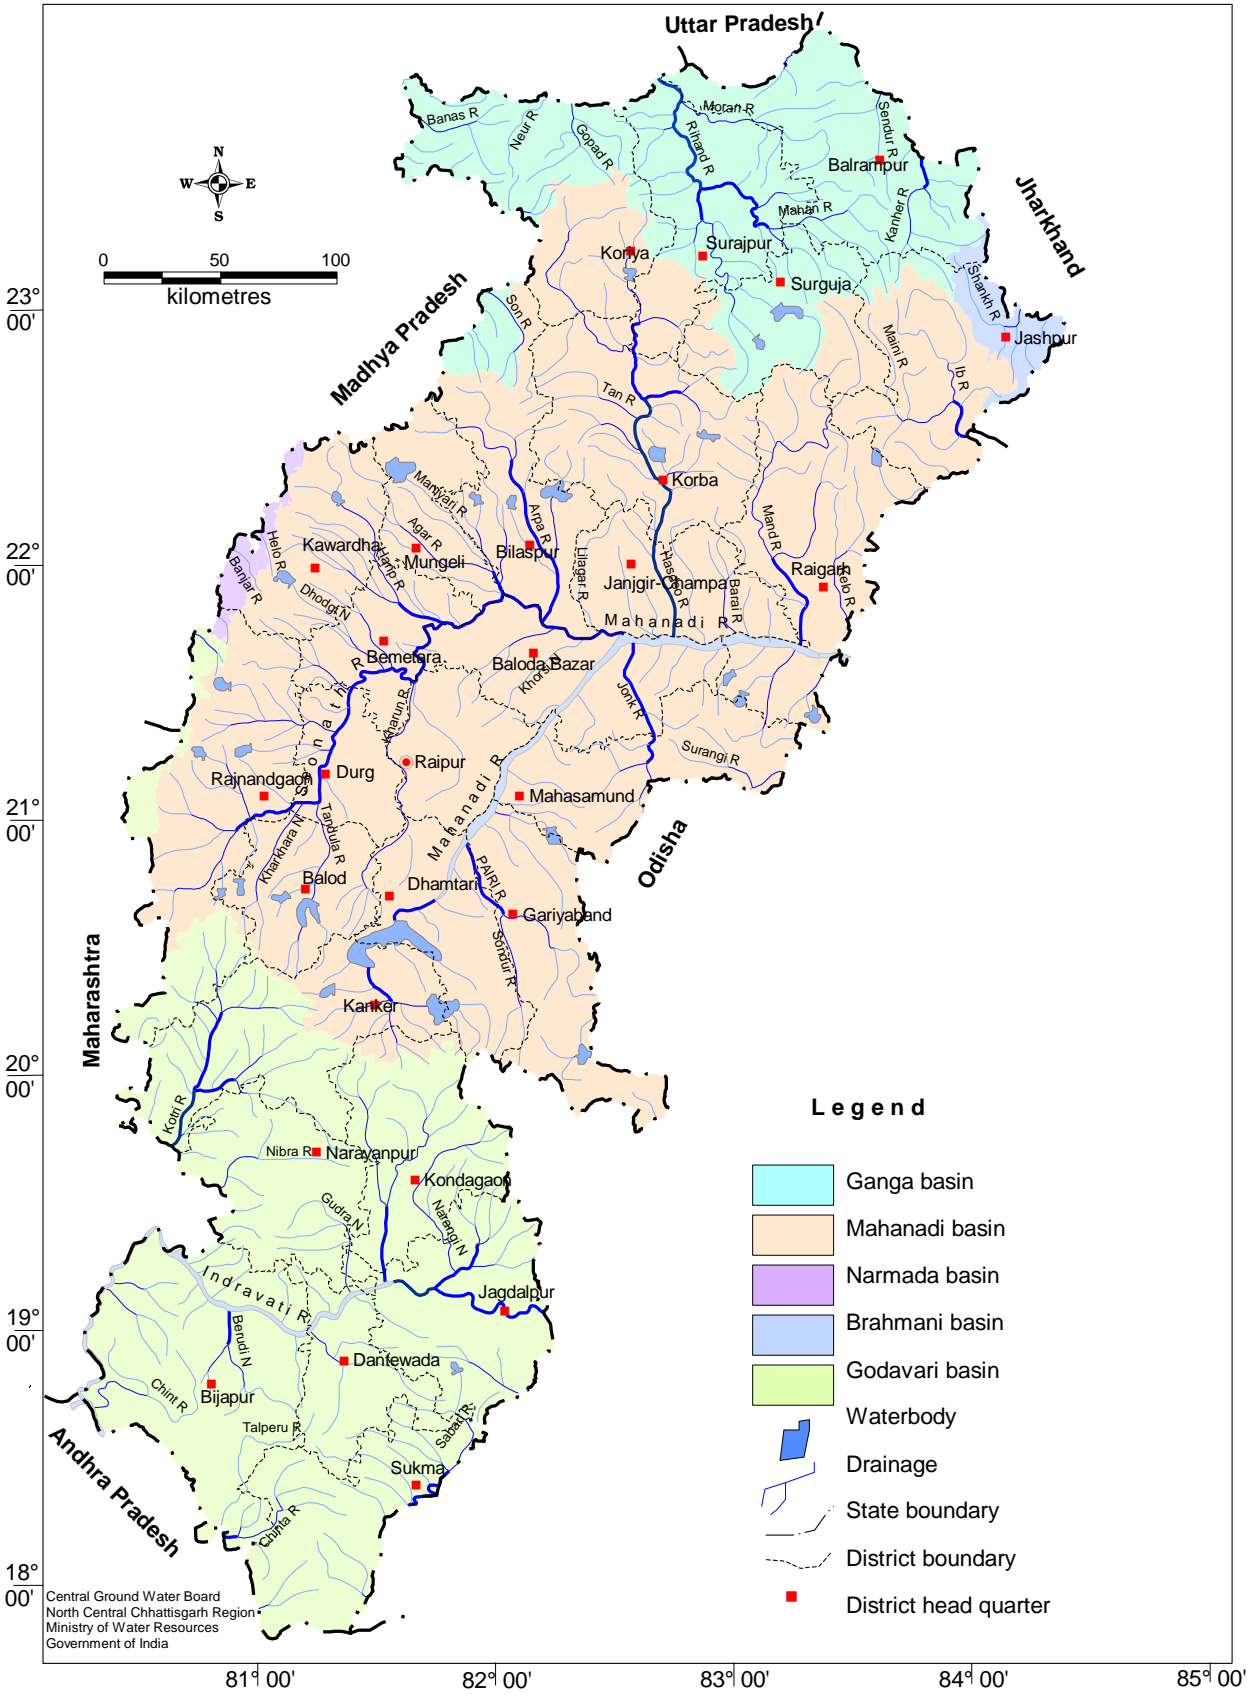 Uttar Pradesh
Banas R
Neur R
Gopad R
Moran R
Rihand R
Sendur R
Balrampur
N
W
E
S
Jharkhand
Mahan R
Kanher R
Koriya
Surajpur
Surguja
Shankh R
0
50
100
kilometres
23°
00'
Madhya Pradesh
Son R
Maini R
Jashpur
Ib R
Tan R
Korba
Maniyari R
Agar R
Arpa R
Mand R
22°
00'
Helo R
Banjar R
Kawardha
Hanp R
Mungeli
Bilaspur
Lilagar R
Janjgir-Champa
Hasdeo R
Barai R
Raigarh
Kelo R
Dhodgi N
Mahanadi R
Bemetara
Baloda Bazar
Khorsi N
Seonath R
Kharun R
Jonk R
Surangi R
Rajnandgaon
Durg
Raipur
Mahanadi R
Mahasamund
21°
00'
Kharkhara N
Tandula R
Odisha
Balod
Dhamtari
PAIRI R
Gariyaband
Sondur R
Maharashtra
Kanker
20°
00'
Kotri R
Nibra R
Narayanpur
Kondagaon
Gudra N
Narangi N
Indravati R
Jagdalpur
19°
00'
Berudi N
Dantewada
Chint R
Bijapur
Talperu R
Sabari R
Sukma
Andhra Pradesh
Chinta R
18°
00'
Legend
Ganga basin
Mahanadi basin
Narmada basin
Brahmani basin
Godavari basin
Waterbody
Drainage
State boundary
District boundary
District head quarter
Central Ground Water Board
North Central Chhattisgarh Region
Ministry of Water Resources
Government of India
81° 00'
82° 00'
83° 00'
84° 00'
85° 00'